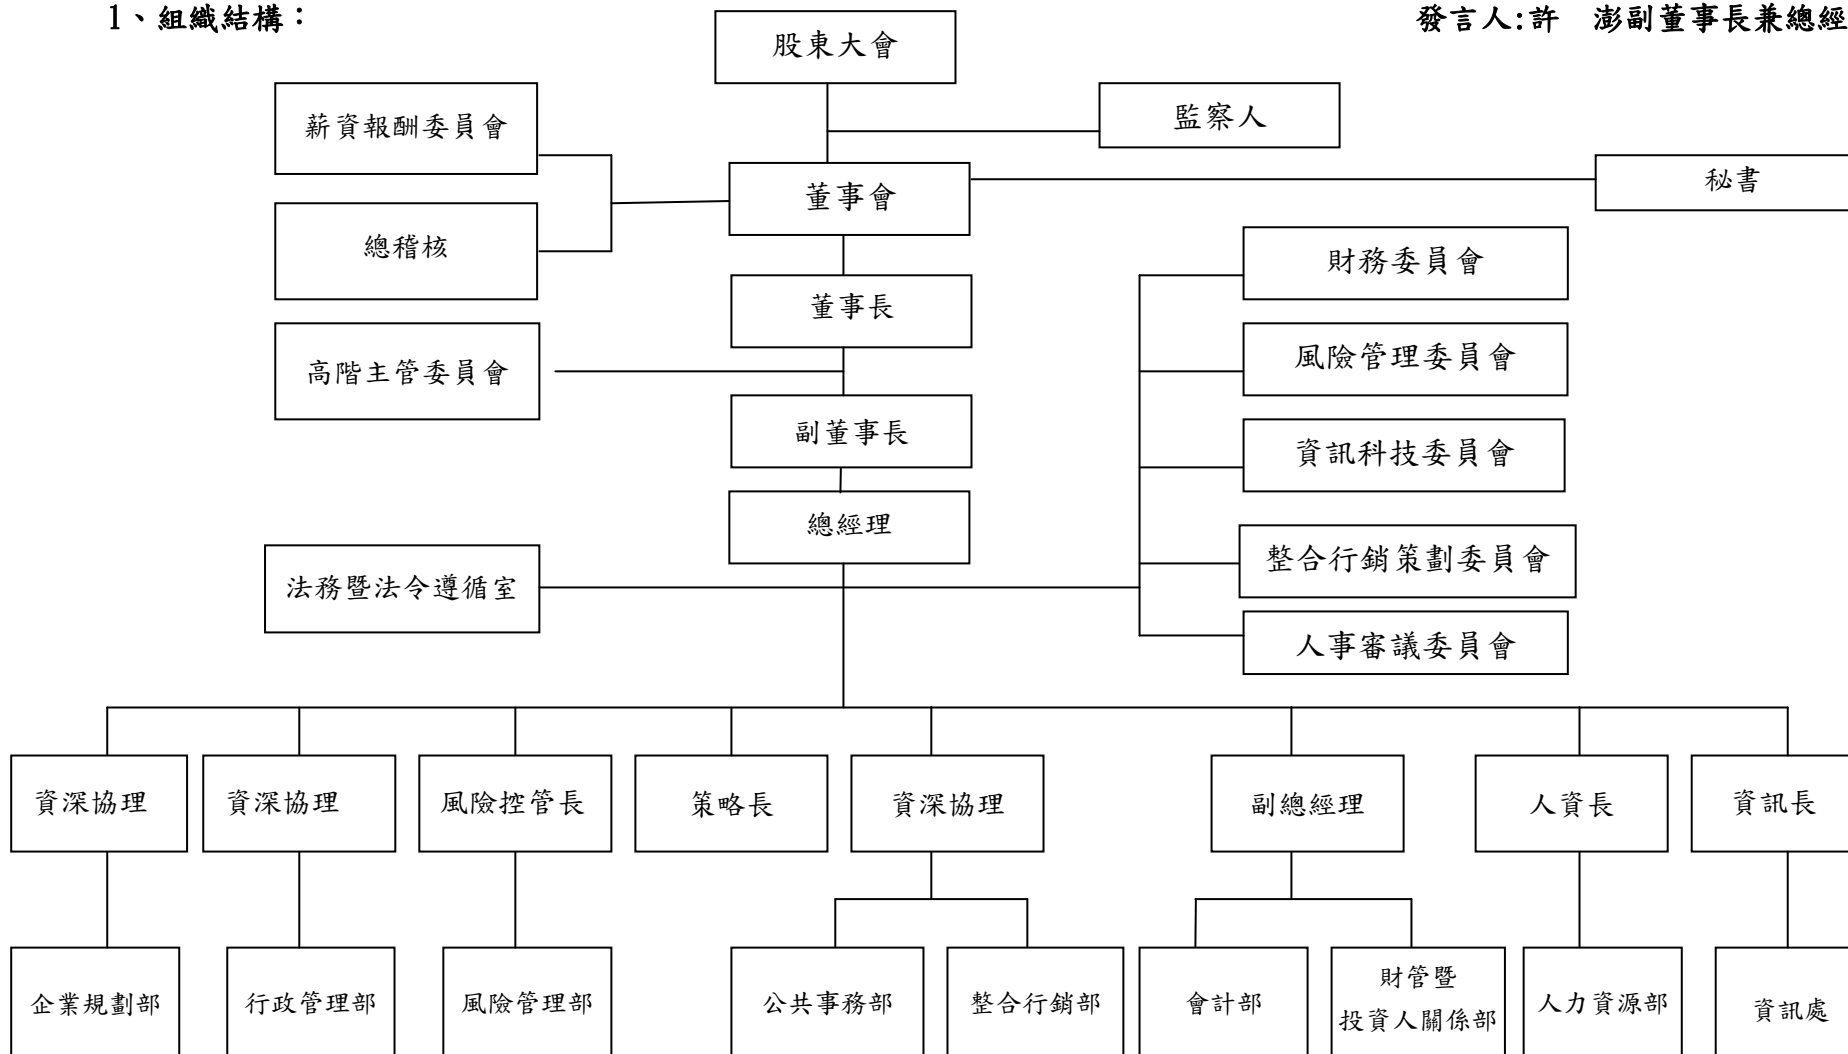 1、組織結構：
發言人:許　澎副董事長兼總經
股東大會
薪資報酬委員會
監察人
董事會
秘書
總稽核
財務委員會
董事長
高階主管委員會
風險管理委員會
副董事長
資訊科技委員會
總經理
法務暨法令遵循室
整合行銷策劃委員會
人事審議委員會
資深協理
資深協理
風險控管長
策略長
資深協理
副總經理
人資長
資訊長
企業規劃部
行政管理部
風險管理部
公共事務部
整合行銷部
會計部
財管暨
投資人關係部
人力資源部
資訊處